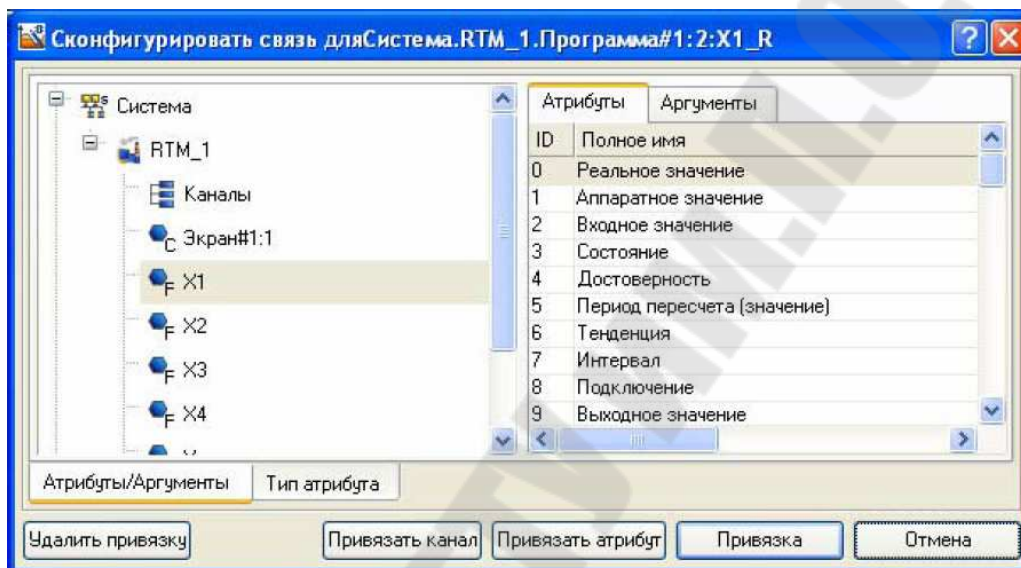 Сконфигурировать связь дляСистема.RTM_1.Программа#1:2:X1_R
Система
RTM_1
Каналы
Экран#1:1
X1
X2
X3
X4
Атрибуты
Аргументы
ID Полное имя
0 Реальное значение
1 Аппаратное значение
2 Входное значение
3 Состояние
4 Достоверность
5 Период пересчета (значение)
6 Тенденция
7 Интервал
8 Подключение
9 Выходное значение
Атрибуты/Аргументы
Тип атрибута
Удалить привязку
Привязать канал
Привязать атрибут
Привязка
Отмена